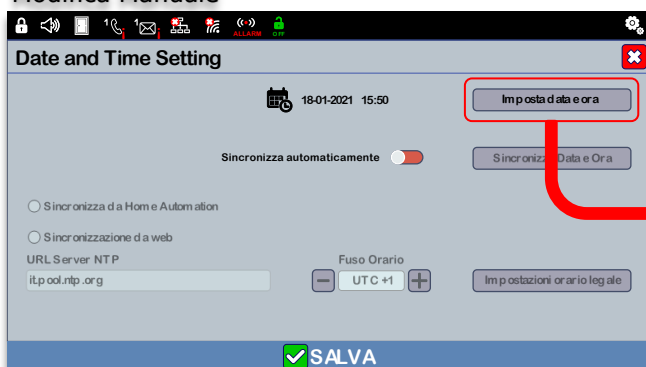 Modifica Manuale
ALLARM OFF
Date and Time Setting
18-01-2021 15:50
Imposta data e ora
Sincronizza automaticamente
Sincronizza Data e Ora
Sincronizza da Home Automation
Sincronizzazione da web
URL Server NTP
Fuso Orario
it.pool.ntp.org
UTC +1
Impostazioni orario legale
SALVA